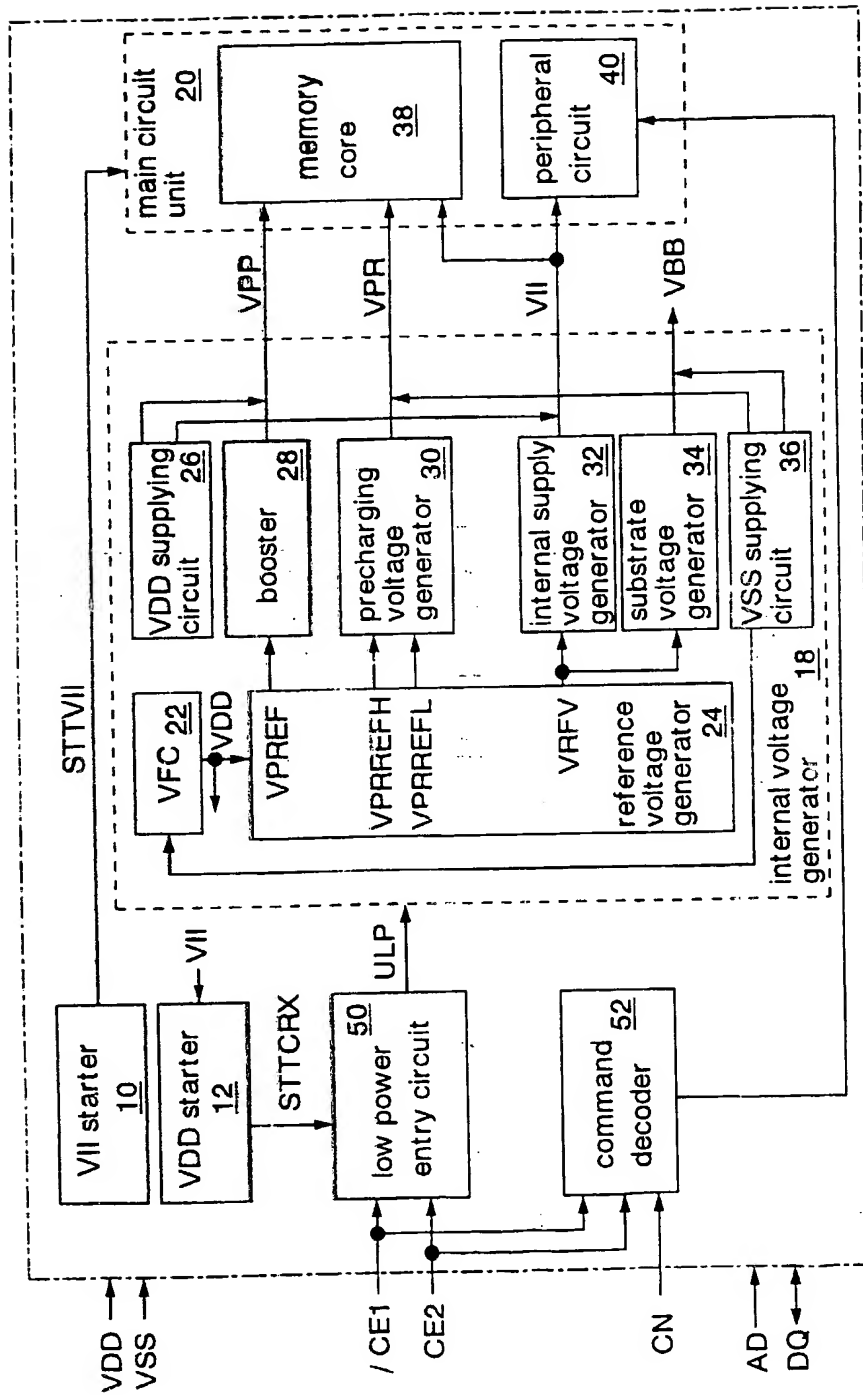 STTVII
main circuit
unit
20
VII starter
10
VDD starter
12
VII
STTCRX
VFC 22
VDD
VDD supplying
circuit 26
VPP
memory
core
38
booster
28
VPREF
VPRREFH
VPRREFL
precharging
voltage
generator 30
VPR
low power
entry circuit
50
ULP
VRFV
reference
voltage
generator 24
internal supply
voltage
generator 32
VII
peripheral
circuit
40
substrate
voltage
generator 34
VBB
VSS supplying
circuit 36
internal voltage
generator 18
command
decoder
52
VDD
VSS
/ CE1
CE2
CN
AD
DQ